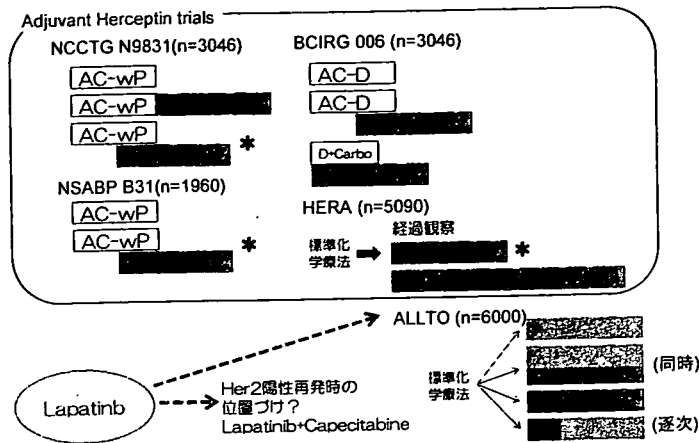 Adjuvant Herceptin trials
NCCTG N9831(n=3046)
AC-wP
AC-wP
AC-wP
*
NSABP B31(n=1960)
AC-wP
AC-wP
*
BCIRG 006 (n=3046)
AC-D
AC-D
D+Carbo
HERA (n=5090)
標準化
学療法
経過観察
*
ALLTO (n=6000)
標準化
学療法
(同時)
(逐次)
Lapatinb
Her2陽性再発時の
位置づけ?
Lapatinib+Capecitabine